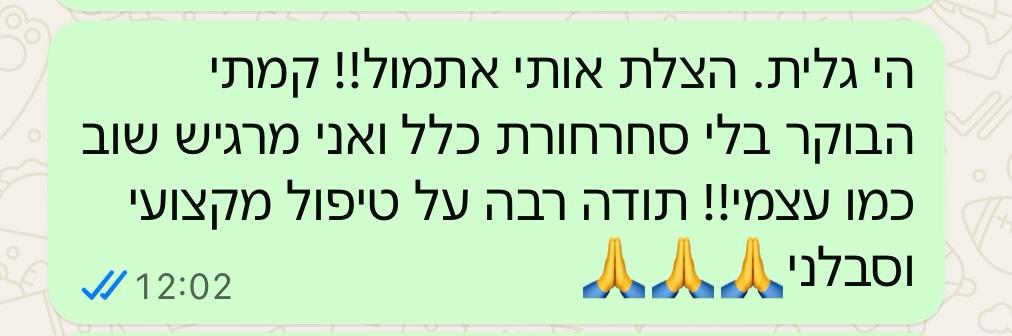 הי גלית. הצלת אותי אתמול!! קמתי
הבוקר בלי סחרחורת כלל ואני מרגיש שוב
כמו עצמי!! תודה רבה על טיפול מקצועי
וסבלני🙏🙏🙏
12:02